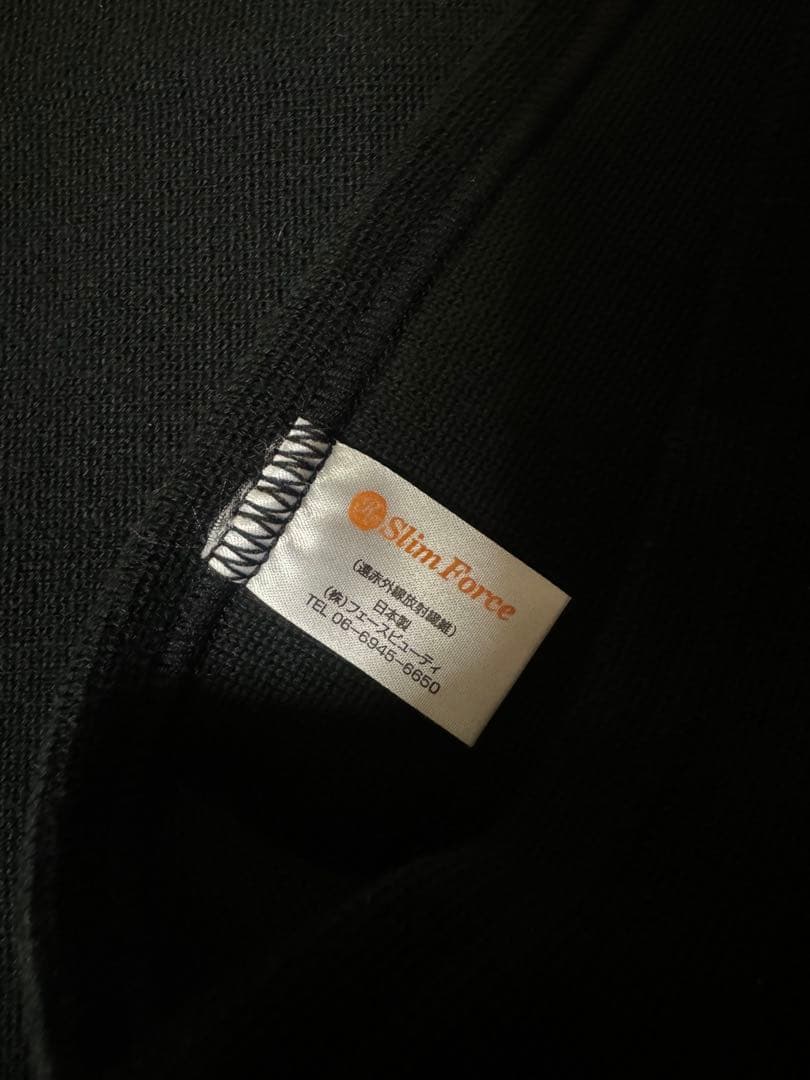 Slim Force
(遠赤外線放射繊維)
日本製
(株)フェースビューティ
TEL 06-6945-6650